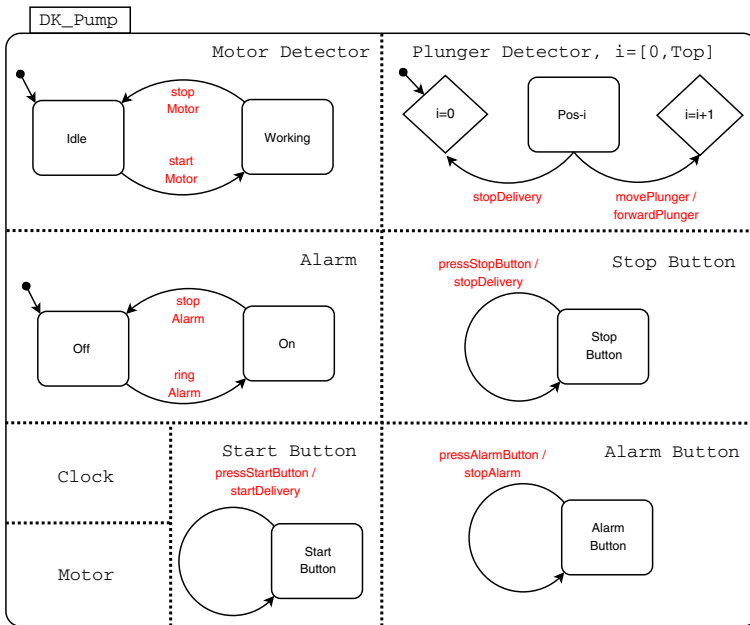 DK_Pump
Motor Detector
stop
Motor
Idle
Working
start
Motor
Plunger Detector, i=[0,Top]
i=0
Pos-i
i=i+1
stopDelivery
movePlunger /
forwardPlunger
Alarm
stop
Alarm
Off
On
ring
Alarm
Stop Button
pressStopButton /
stopDelivery
Stop
Button
Clock
Motor
Start Button
pressStartButton /
startDelivery
Start
Button
Alarm Button
pressAlarmButton /
stopAlarm
Alarm
Button